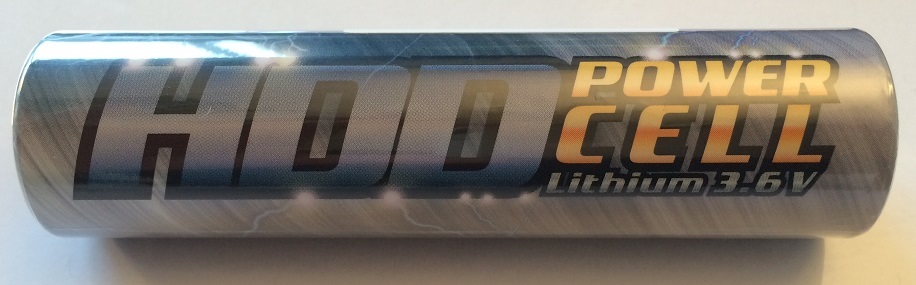 HDD
POWER
CELL
Lithium 3.6V